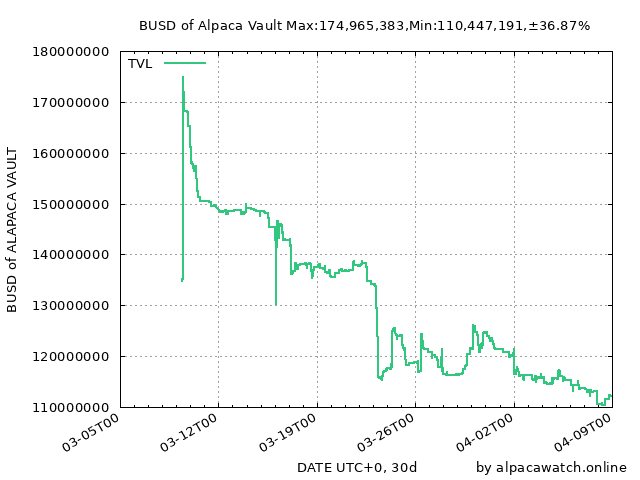 BUSD of Alpaca Vault Max:174,965,383,Min:110,447,191,±36.87%
TVL
180000000
170000000
160000000
150000000
140000000
130000000
120000000
110000000
BUSD of ALAPACA VAULT
03-05T00
03-12T00
03-19T00
03-26T00
04-02T00
04-09T00
DATE UTC+0, 30d
by alpacawatch.online